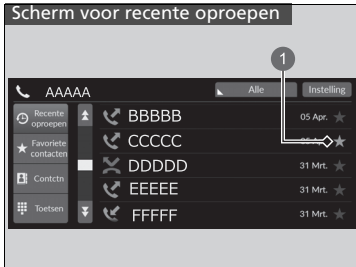 Scherm voor recente oproepen
1
AAAAA
Alle
Instelling
Recente
oproepen
Favoriete
contacten
Contctn
Toetsen
BBBBB
05 Apr.
CCCCC
DDDDD
31 Mrt.
EEEEE
31 Mrt.
FFFFF
31 Mrt.